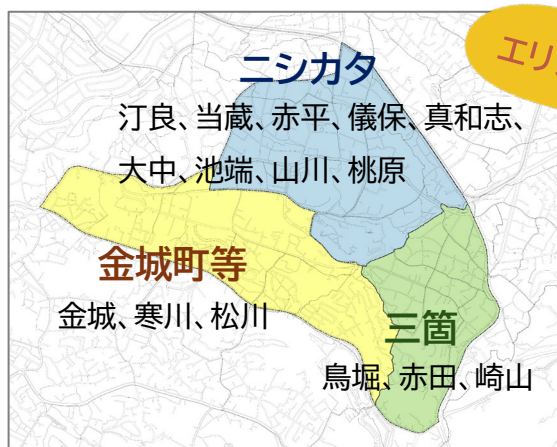 エリ
ニシカタ
汀良、当蔵、赤平、儀保、真和志、
大中、池端、山川、桃原
金城町等
金城、寒川、松川
三箇
鳥堀、赤田、崎山